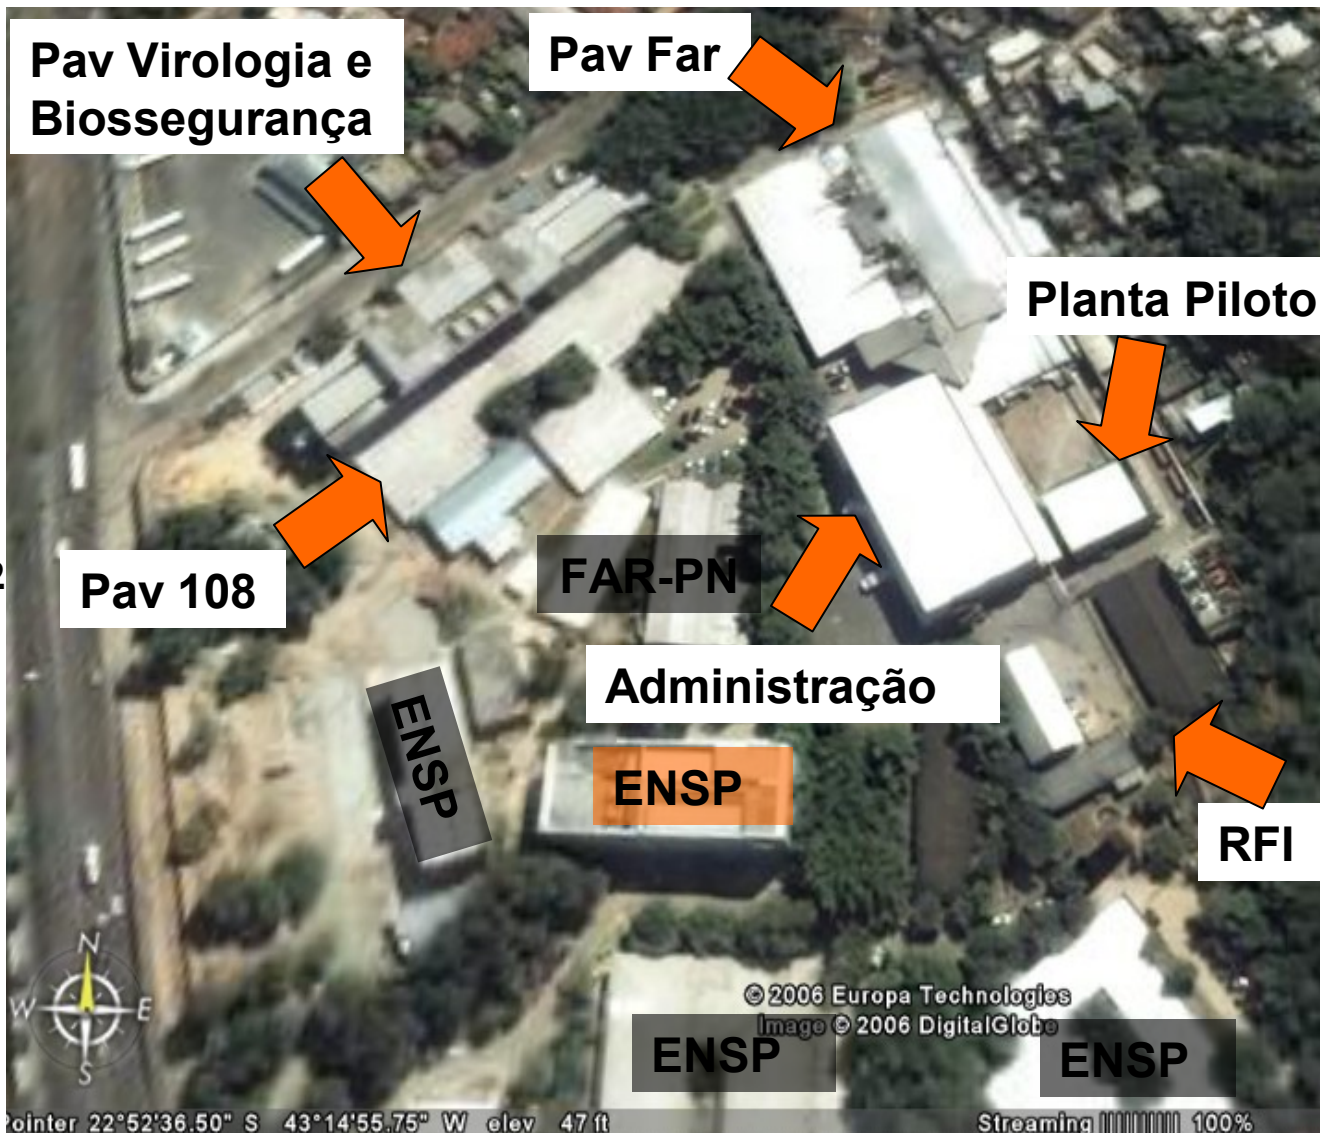 Pav Virologia e
Biossegurança
Pav Far
Planta Piloto
Pav 108
2
FAR-PN
Administração
ENSP
ENSP
RFI
N
W E
S
© 2006 Europa Technologies
Image © 2006 DigitalGlobe
ENSP
ENSP
Pointer 22°52'36.50" S 43°14'55.75" W elev 47 ft
Streaming |||||||||| 100%